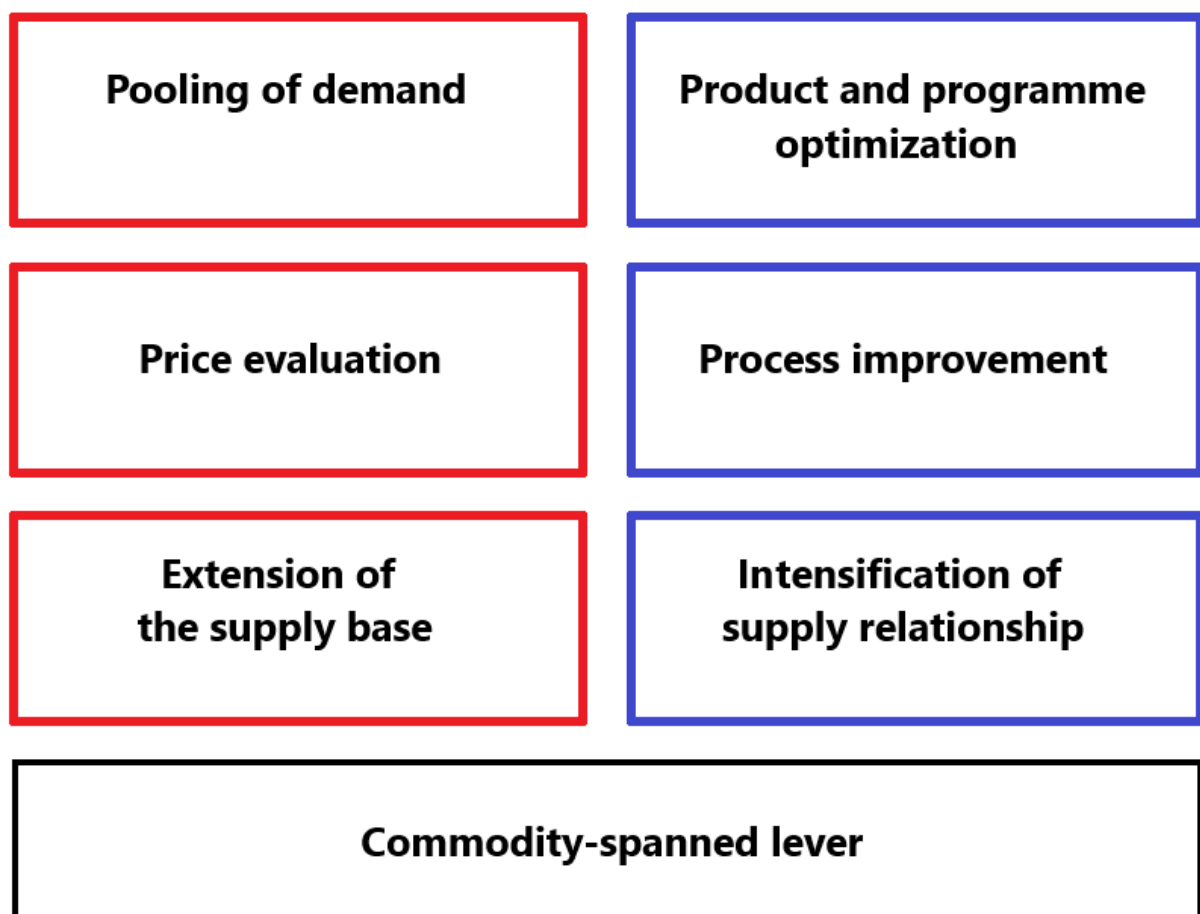 Pooling of demand
Product and programme
optimization
Price evaluation
Process improvement
Extension of
the supply base
Intensification of
supply relationship
Commodity-spanned lever